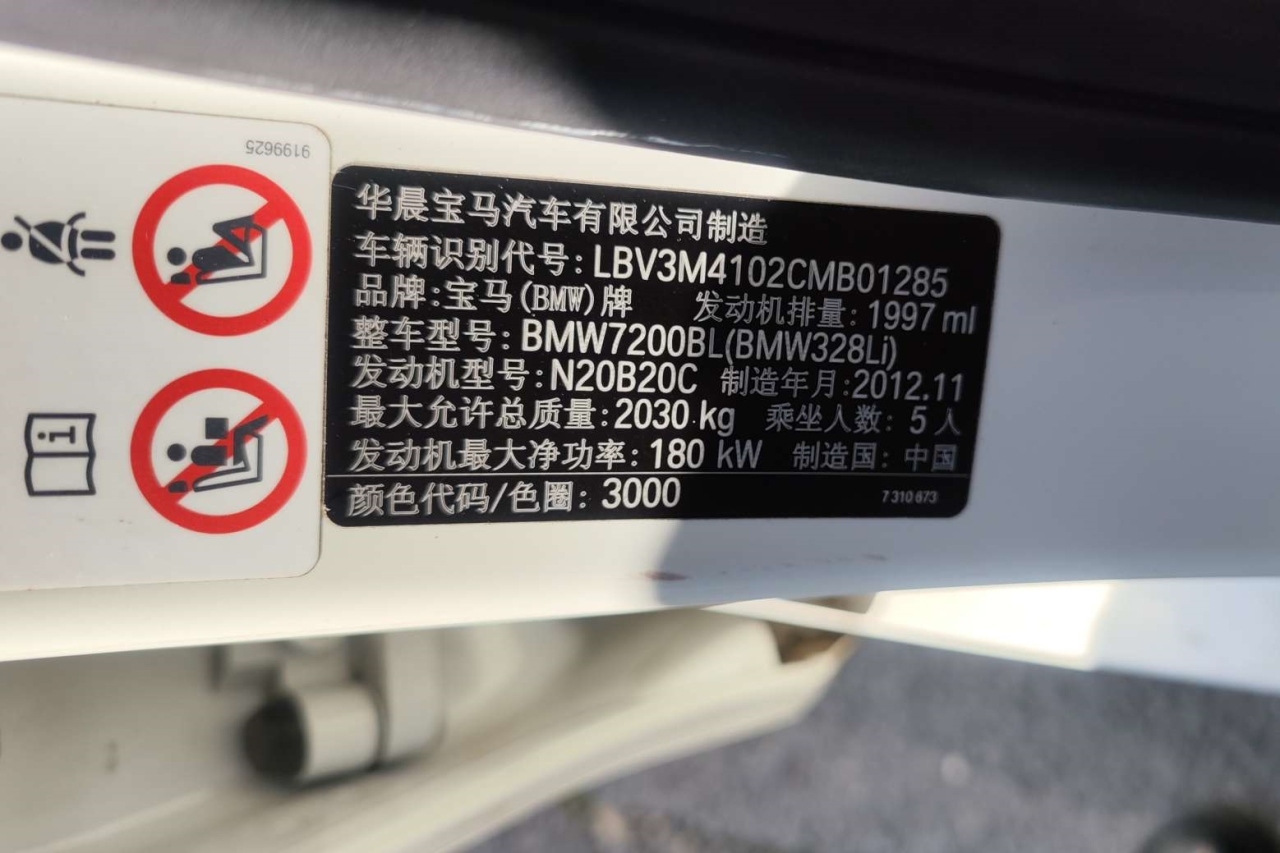 9199625
华晨宝马汽车有限公司制造
车辆识别代号: LBV3M4102CMB01285
品牌:宝马(BMW)牌 发动机排量: 1997 ml
整车型号: BMW7200BL(BMW328Li)
发动机型号: N20B20C 制造年月:2012.11
最大允许总质量:2030 kg 乘坐人数: 5 人
发动机最大净功率: 180 kW 制造国: 中国
颜色代码/色圈: 3000 7 310 673